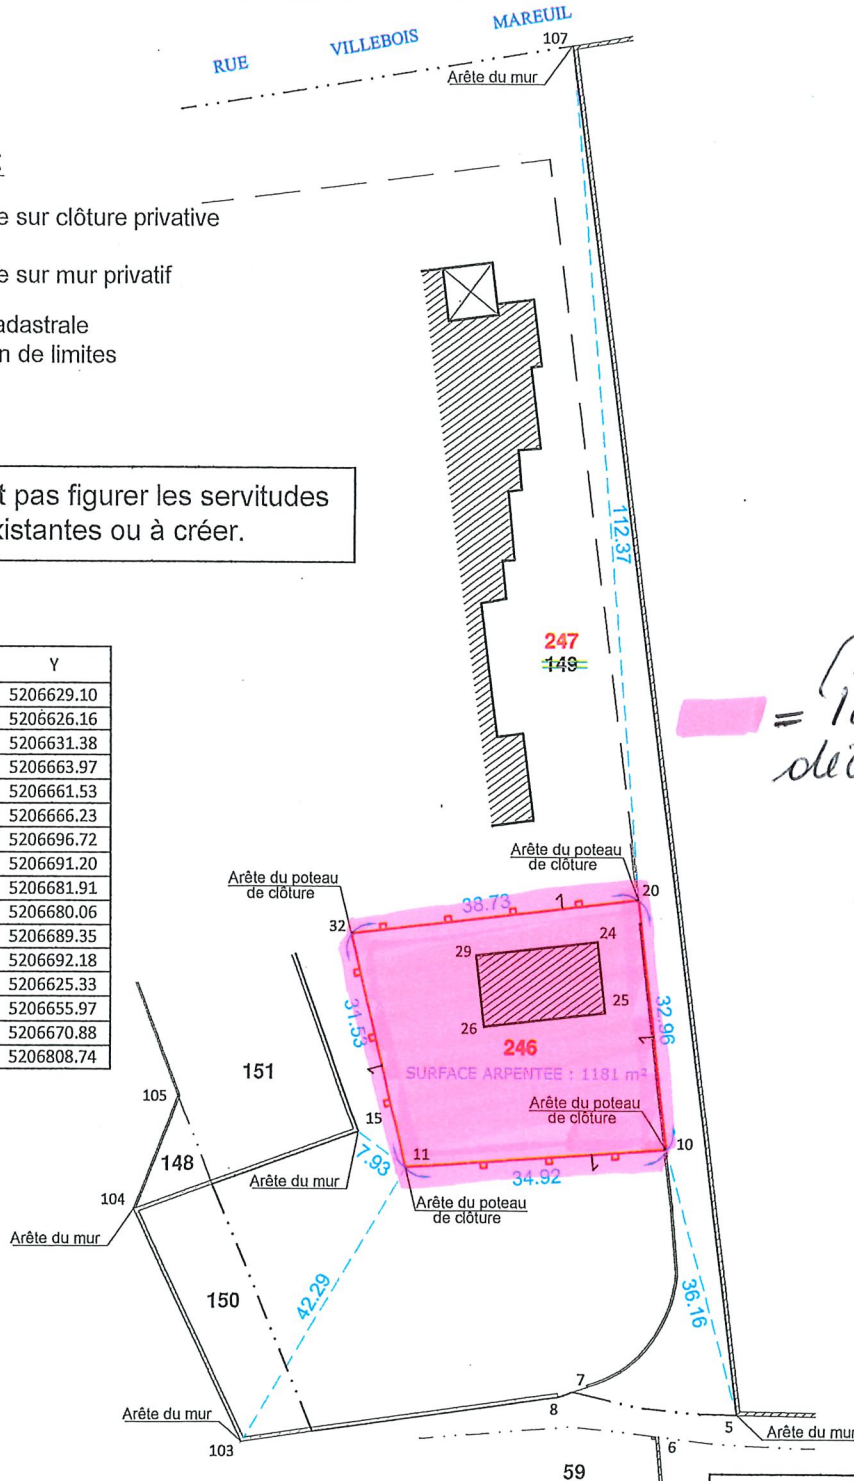 RUE VILLEBOIS MAREUIL
107
Arête du mur
e sur clôture privative
e sur mur privatif
adastrale
n de limites
t pas figurer les servitudes
xistantes ou à créer.
112.37
247
149
=
Y
5206629.10
5206626.16
5206631.38
5206663.97
5206661.53
5206666.23
5206696.72
5206691.20
5206681.91
5206680.06
5206689.35
5206692.18
5206625.33
5206655.97
5206670.88
5206808.74
Arête du poteau
de clôture
20
Arête du poteau
de clôture
38.73
32
24
29
25
26
31.53
32.96
246
SURFACE ARPENTEE : 1181 m²
151
105
15
Arête du poteau
de clôture
10
11
148
7.93
34.92
Arête du mur
104
Arête du poteau
de clôture
Arête du mur
150
42.29
36.16
7
8
Arête du mur
103
5
6
Arête du mur
59